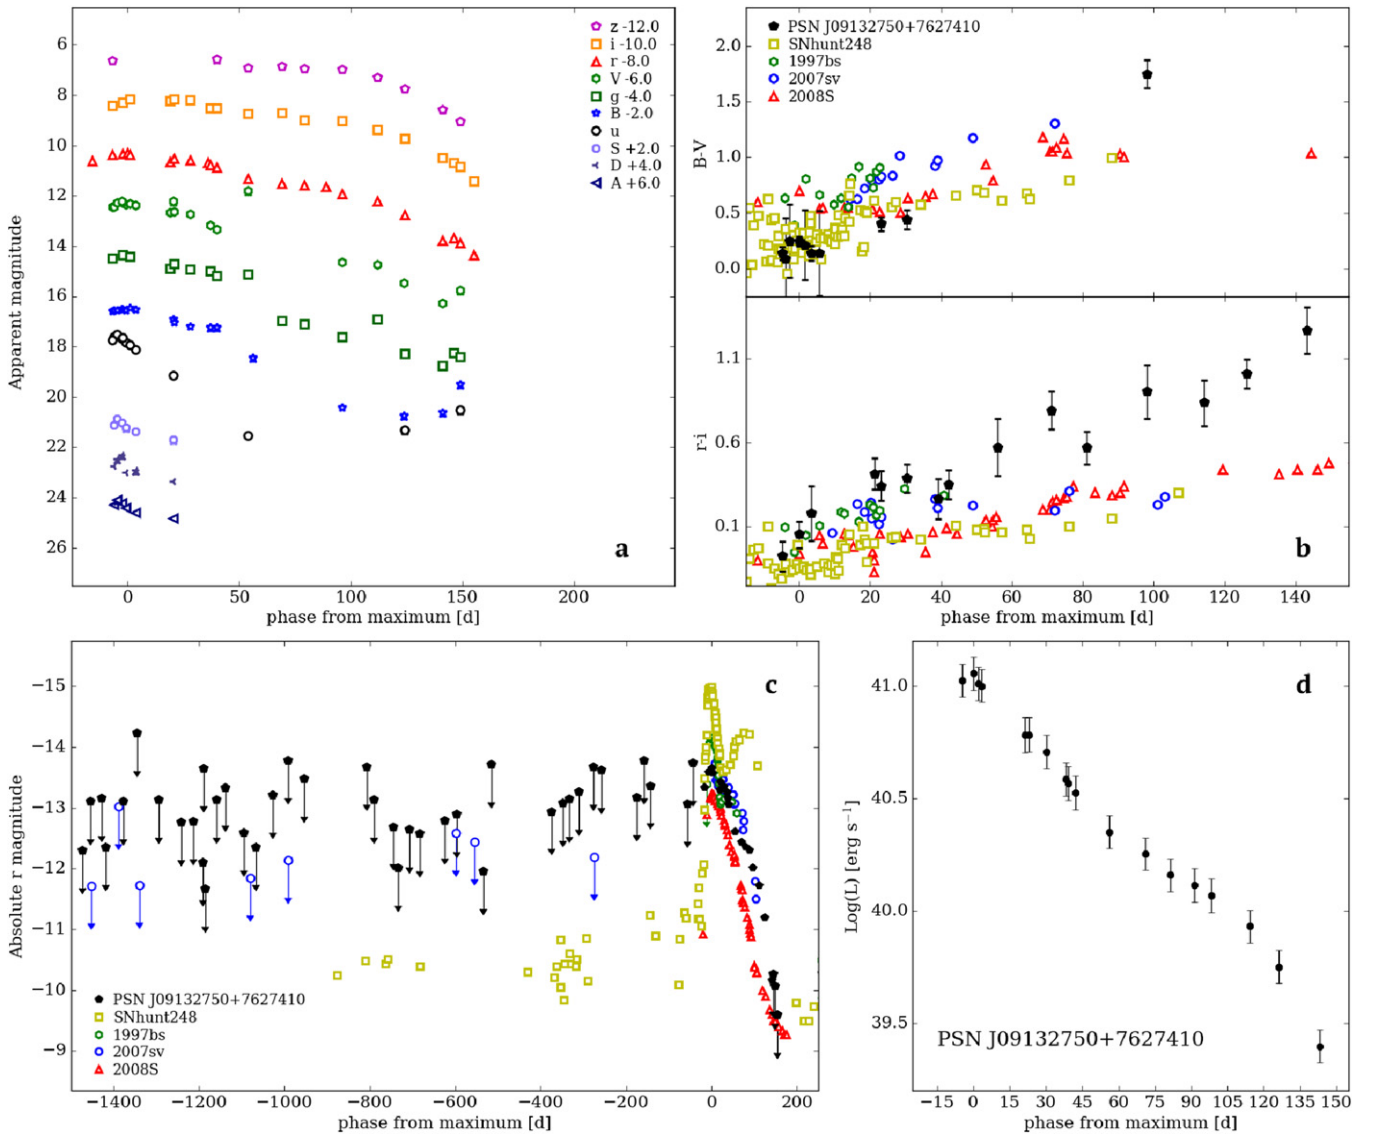 6
8
10
12
14
16
18
20
22
24
26
Apparent magnitude
z -12.0
i -10.0
r -8.0
V -6.0
g -4.0
B -2.0
u
S +2.0
D +4.0
A +6.0
a
0 50 100 150 200
phase from maximum [d]
2.0
1.5
1.0
0.5
0.0
B-V
PSN J09132750+7627410
SNhunt248
1997bs
2007sv
2008S
1.1
0.6
0.1
r-i
b
0 20 40 60 80 100 120 140
phase from maximum [d]
−15
−14
−13
−12
−11
−10
−9
Absolute r magnitude
c
PSN J09132750+7627410
SNhunt248
1997bs
2007sv
2008S
−1400 −1200 −1000 −800 −600 −400 −200 0 200
phase from maximum [d]
41.0
40.5
40.0
39.5
Log(L) [erg s⁻¹]
d
PSN J09132750+7627410
−15 0 15 30 45 60 75 90 105 120 135 150
phase from maximum [d]